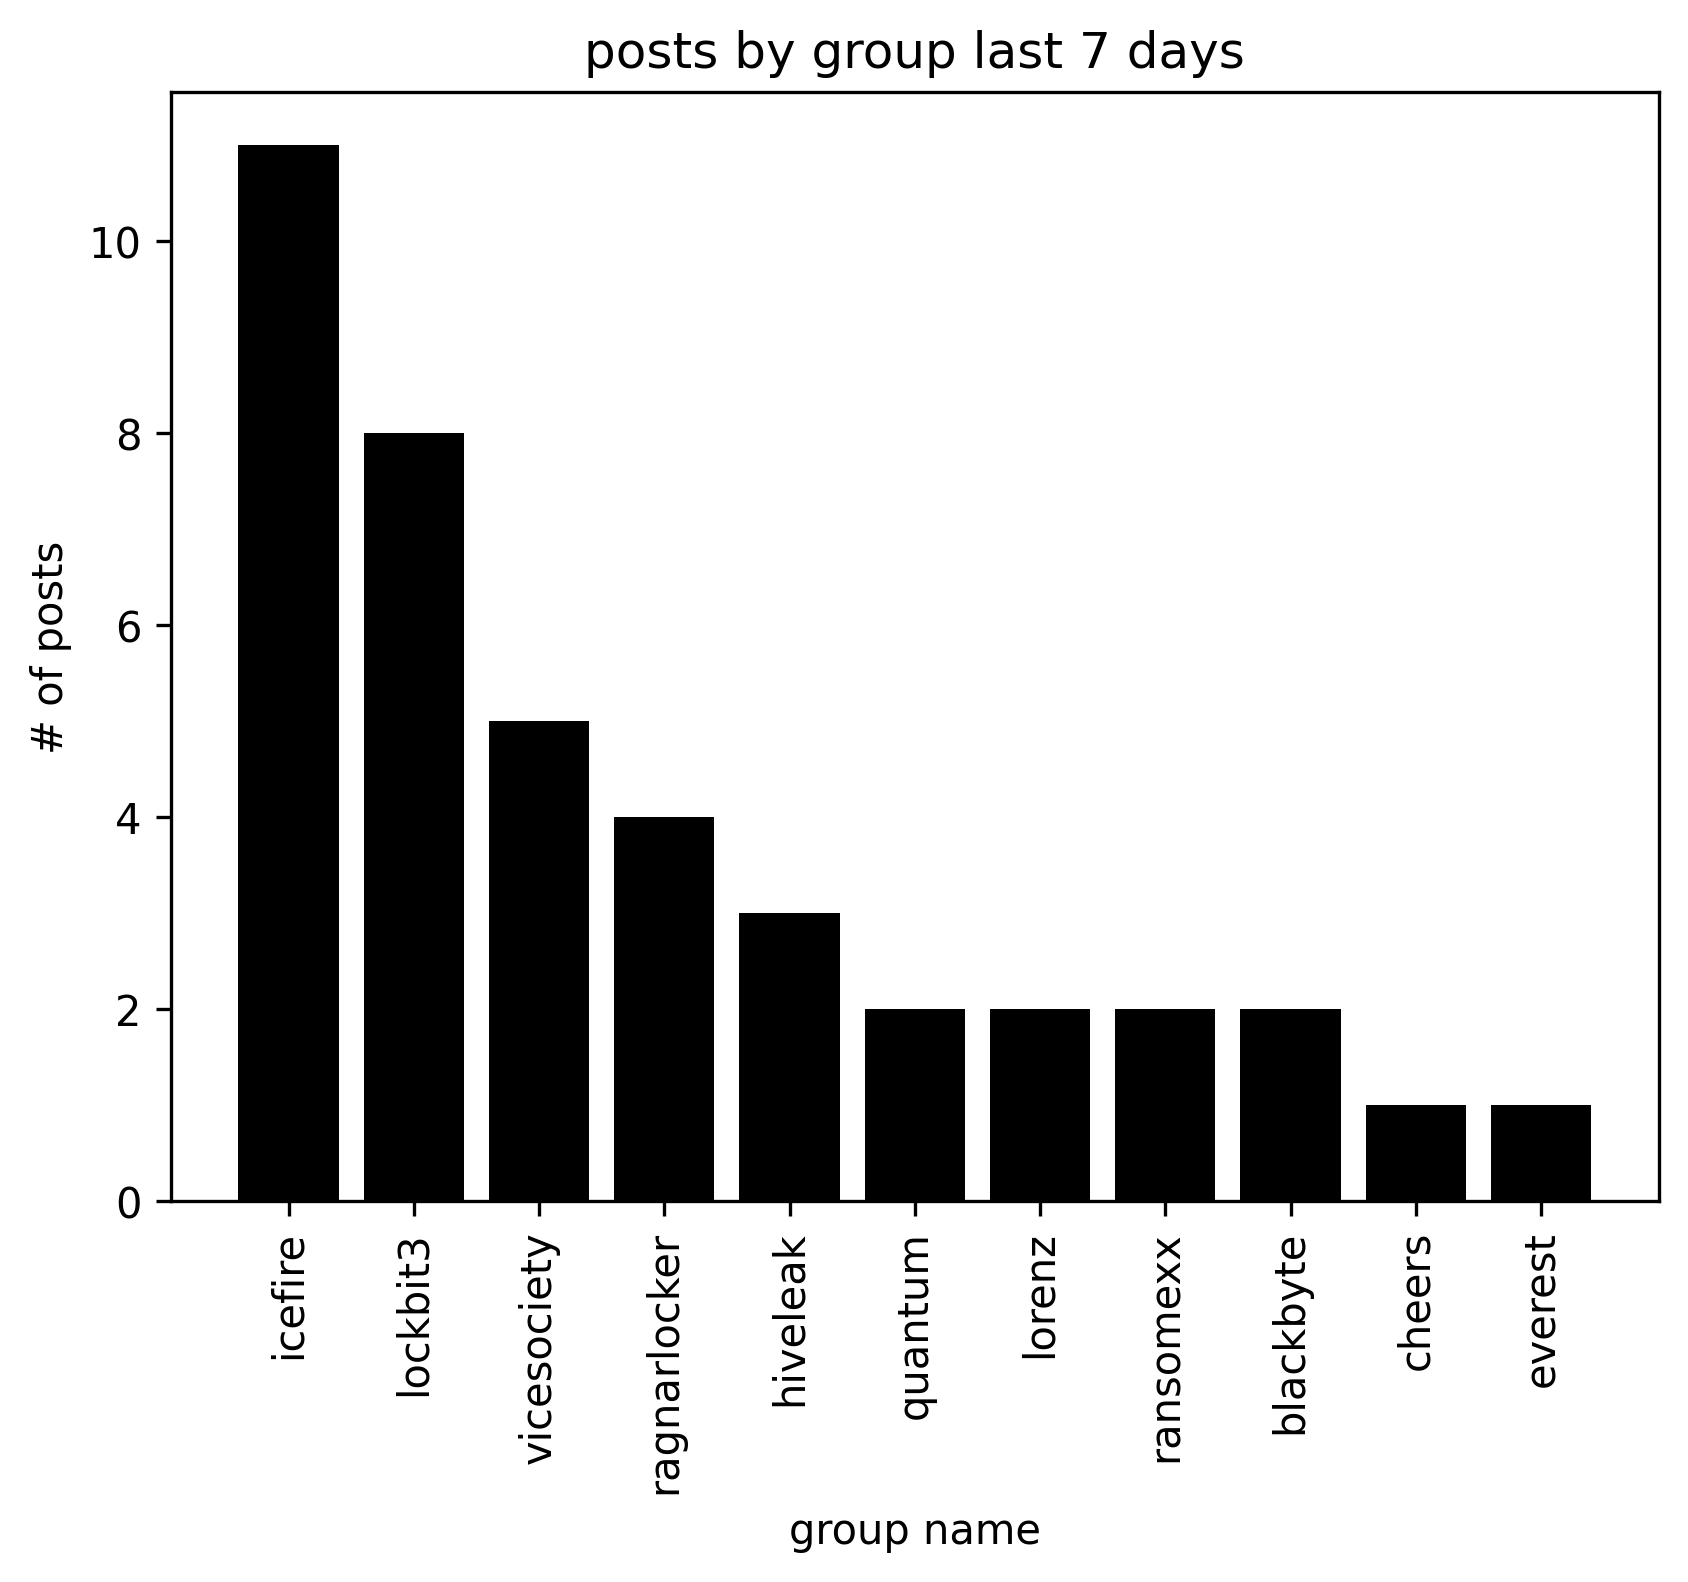 posts by group last 7 days
# of posts
10
8
6
4
2
0
icefire
lockbit3
vicesociety
ragnarlocker
hiveleak
quantum
lorenz
ransomexx
blackbyte
cheers
everest
group name